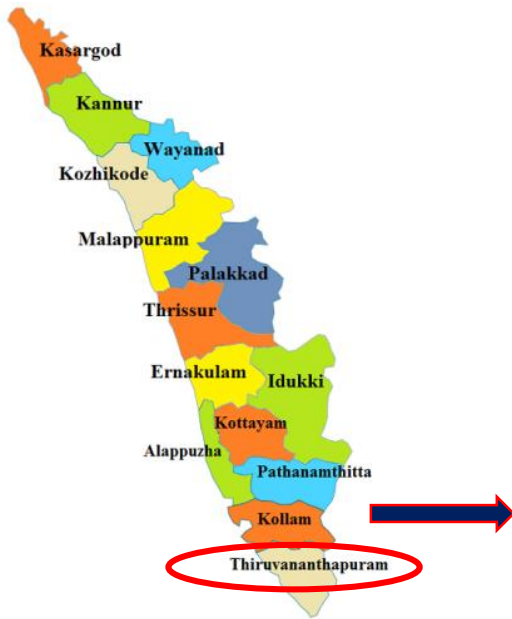 Kasargod
Kannur
Wayanad
Kozhikode
Malappuram
Palakkad
Thrissur
Ernakulam
Idukki
Kottayam
Alappuzha
Pathanamthitta
Kollam
Thiruvananthapuram